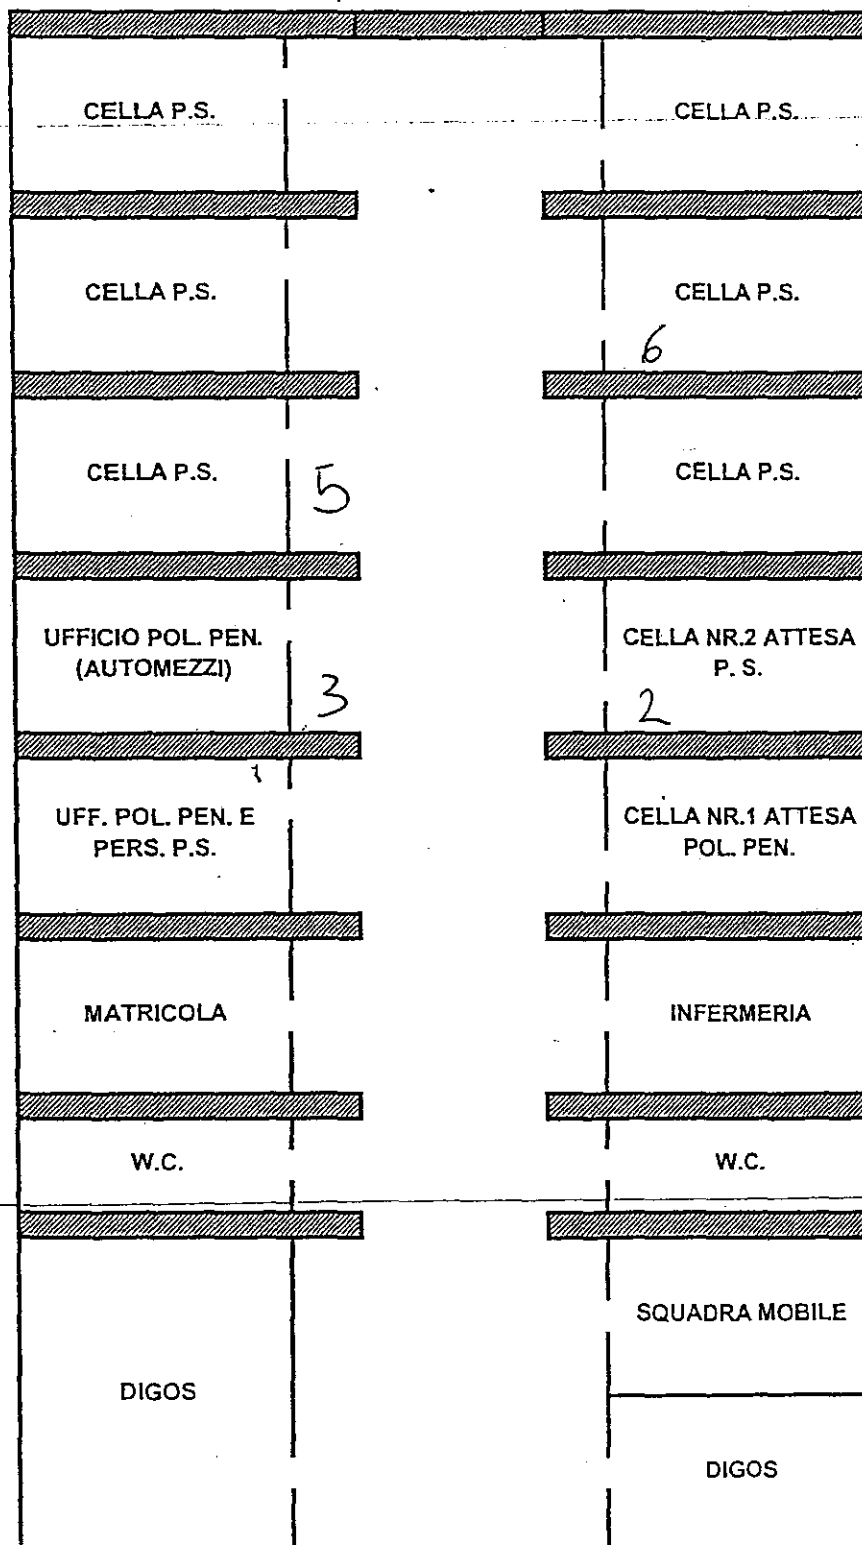 CELLA P.S.
CELLA P.S.
CELLA P.S.
CELLA P.S.
6
CELLA P.S.
5
CELLA P.S.
UFFICIO POL. PEN.
(AUTOMEZZI)
3
CELLA NR.2 ATTESA
P. S.
2
UFF. POL. PEN. E
PERS. P.S.
CELLA NR.1 ATTESA
POL. PEN.
MATRICOLA
INFERMERIA
W.C.
W.C.
DIGOS
SQUADRA MOBILE
DIGOS